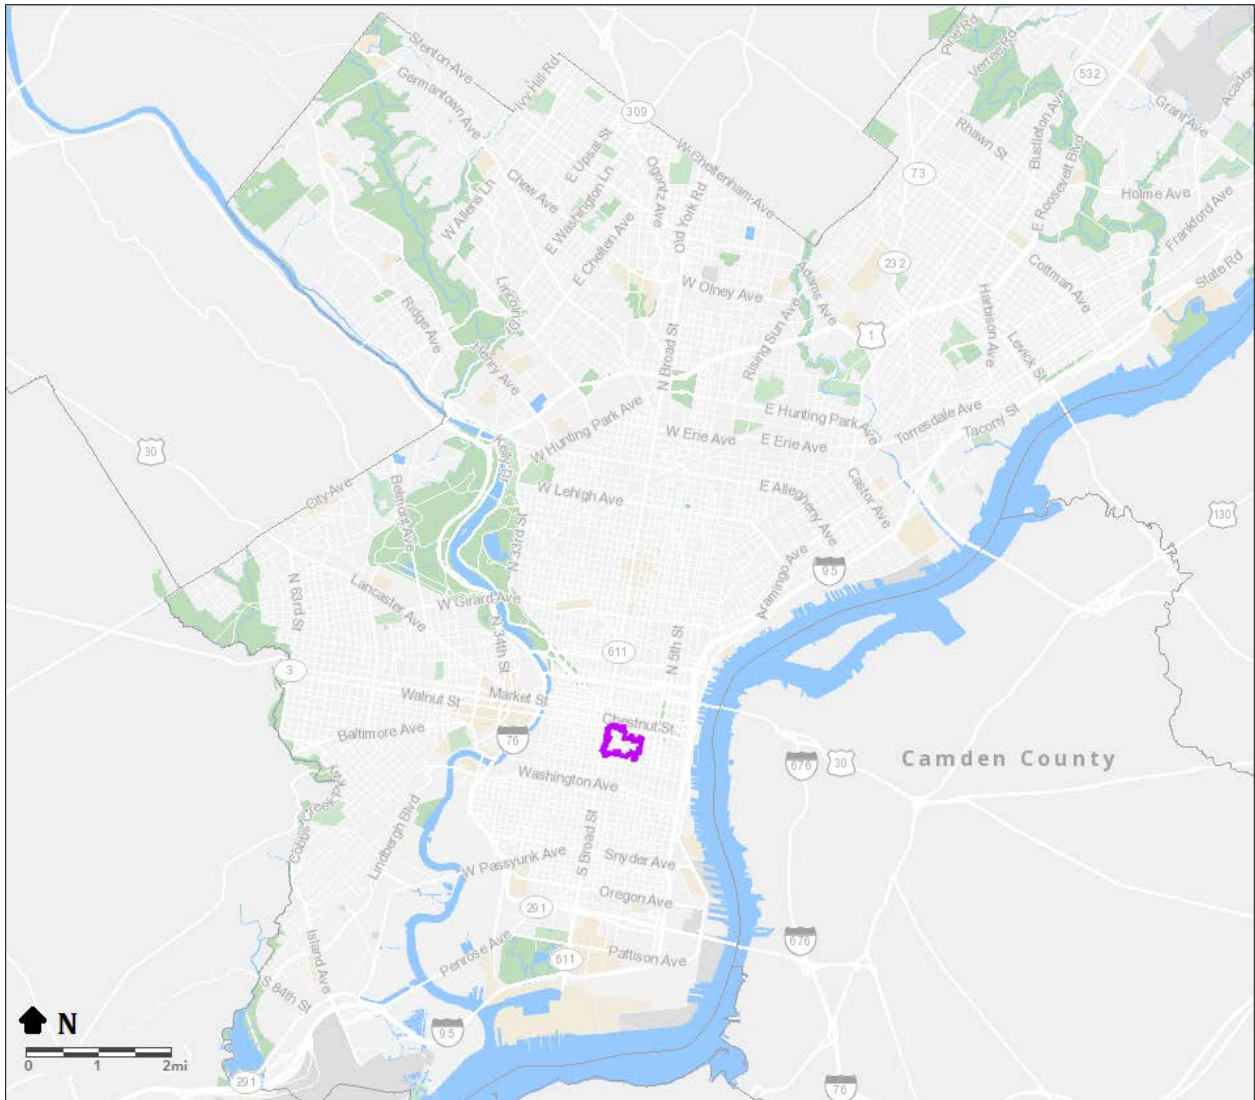 Stenton Ave
Germantown Ave
Ivy Hill Rd
309
Pine Rd
Verree Rd
532
Grant Ave
Bustleton Ave
Rhawn St
E Upsal St
W Cheltenham Ave
Ogontz Ave
73
E Roosevelt Blvd
Holme Ave
Chew Ave
E Washington Ln
W Allens Ln
Old York Rd
Frankford Ave
E Chelten Ave
232
Cottman Ave
State Rd
W Olney Ave
Adams Ave
Harbison Ave
Ridge Ave
Rising Sun Ave
1
Levick St
N Broad St
Henry Ave
W Hunting Park Ave
E Hunting Park Ave
Torresdale Ave
Tacony St
W Erie Ave
E Erie Ave
30
Kelly Dr
City Ave
Belmont Ave
W Lehigh Ave
E Allegheny Ave
Castor Ave
130
N 33rd St
95
Aramingo Ave
N 63rd St
Lancaster Ave
W Girard Ave
N 34th St
611
N 5th St
3
Walnut St
Market St
Chestnut St
Baltimore Ave
76
676
30
Camden County
Washington Ave
Cobbs Creek Pky
Lindbergh Blvd
S Broad St
W Passyunk Ave
Snyder Ave
Oregon Ave
291
Penrose Ave
611
Pattison Ave
676
Island Ave
S 84th St
N
95
0 1 2mi
291
76